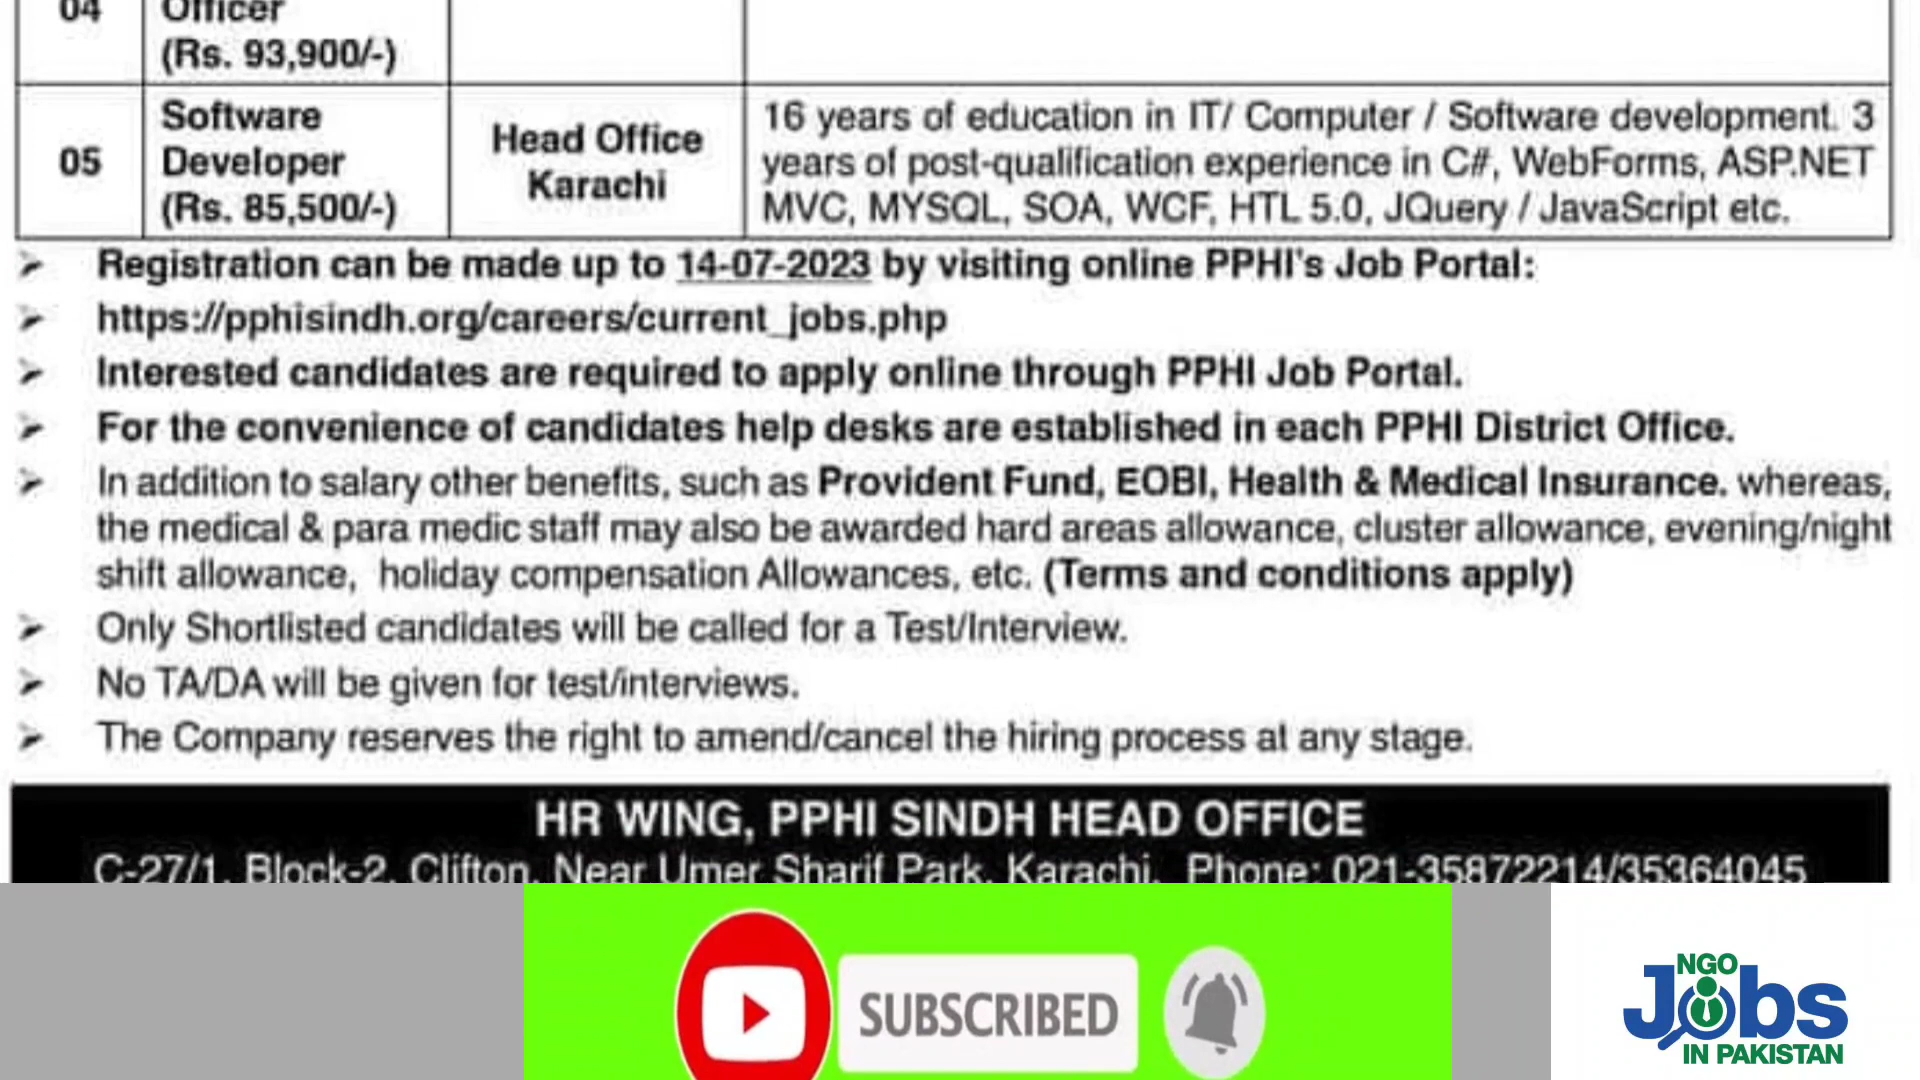 04
Officer
(Rs. 93,900/-)
05
Software
Developer
(Rs. 85,500/-)
Head Office
Karachi
16 years of education in IT/ Computer / Software development. 3
years of post-qualification experience in C#, WebForms, ASP.NET
MVC, MYSQL, SOA, WCF, HTL 5.0, JQuery / JavaScript etc.
➢ Registration can be made up to 14-07-2023 by visiting online PPHI's Job Portal:
➢ https://pphisindh.org/careers/current_jobs.php
➢ Interested candidates are required to apply online through PPHI Job Portal.
➢ For the convenience of candidates help desks are established in each PPHI District Office.
➢ In addition to salary other benefits, such as Provident Fund, EOBI, Health & Medical Insurance. whereas,
the medical & para medic staff may also be awarded hard areas allowance, cluster allowance, evening/night
shift allowance, holiday compensation Allowances, etc. (Terms and conditions apply)
➢ Only Shortlisted candidates will be called for a Test/Interview.
➢ No TA/DA will be given for test/interviews.
➢ The Company reserves the right to amend/cancel the hiring process at any stage.
HR WING, PPHI SINDH HEAD OFFICE
C-27/1, Block-2, Clifton, Near Umer Sharif Park, Karachi. Phone: 021-35872214/35364045
SUBSCRIBED
NGO
Jobs
IN PAKISTAN